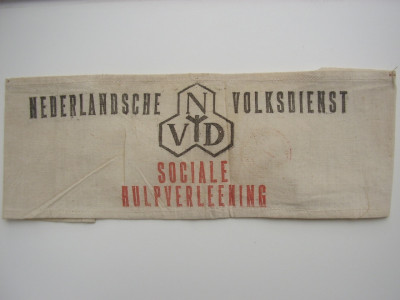 NEDERLANDSCHE VOLKSDIENST
N
VD
SOCIALE
HULPVERLEENING